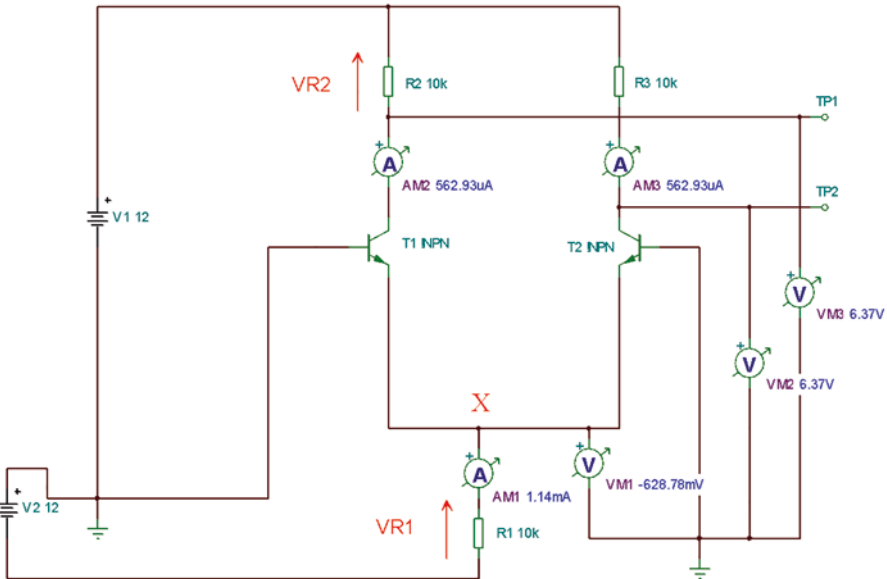 VR2
R2 10k
R3 10k
TP1
+
A
AM2 562.93uA
+
A
AM3 562.93uA
TP2
+
V1 12
T1 !NPN
T2 !NPN
+
V
VM3 6.37V
+
V
VM2 6.37V
X
+
A
AM1 1.14mA
+
V
VM1 -628.78mV
+
V2 12
VR1
R1 10k